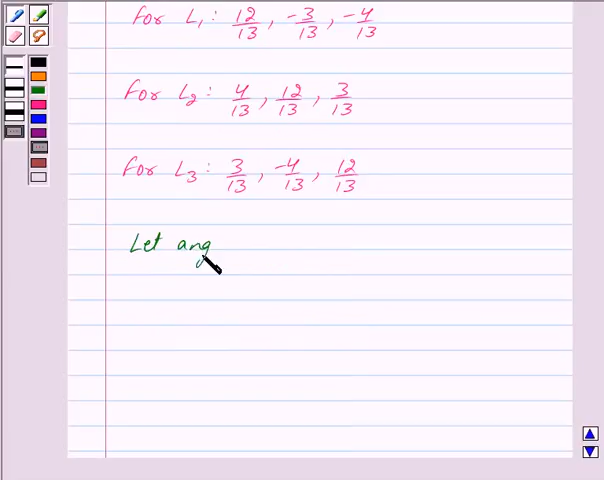 For L₁ : 12/13 , -3/13 , -4/13
For L₂ : 4/13 , 12/13 , 3/13
For L₃ : 3/13 , -4/13 , 12/13
Let ang